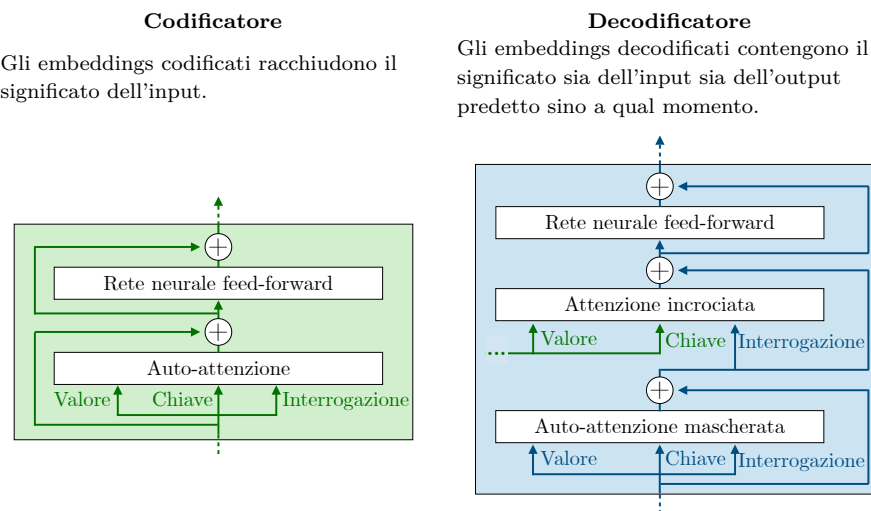 Codificatore
Gli embeddings codificati racchiudono il
significato dell'input.
+
Rete neurale feed-forward
+
Auto-attenzione
Valore Chiave Interrogazione
Decodificatore
Gli embeddings decodificati contengono il
significato sia dell'input sia dell'output
predetto sino a qual momento.
+
Rete neurale feed-forward
+
Attenzione incrociata
... Valore Chiave Interrogazione
+
Auto-attenzione mascherata
Valore Chiave Interrogazione